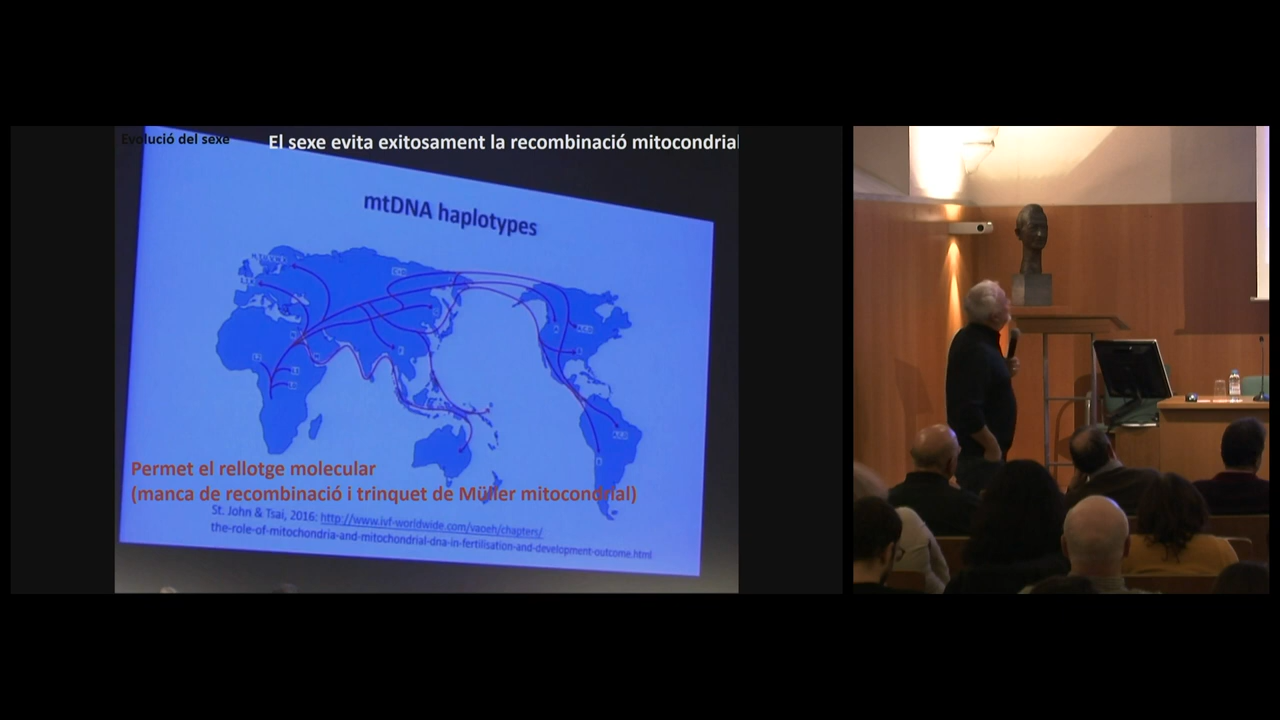 Evolució del sexe
El sexe evita exitosament la recombinació mitocondrial
mtDNA haplotypes
Permet el rellotge molecular
(manca de recombinació i trinquet de Müller mitocondrial)
St. John & Tsai, 2016; http://www.ivf-worldwide.com/vaoeh/chapters/
the-role-of-mitochondria-and-mitochondrial-dna-in-fertilisation-and-development-outcome.html